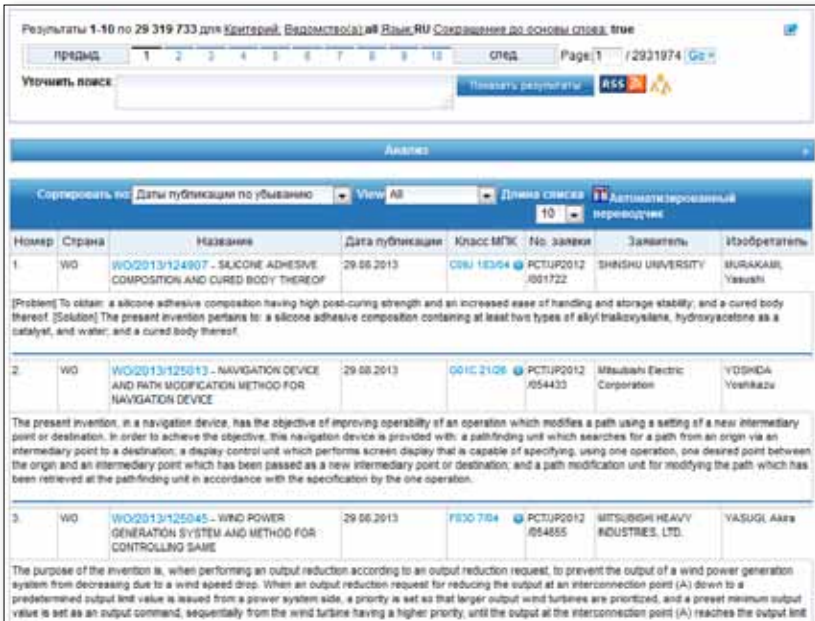 Результаты 1-10 по 29 319 733 для Критерий: Ведомство(а):all Язык:RU Сокращение до основы слова: true
предыд. 1 2 3 4 5 6 7 8 9 10 след. Page: 1 / 2931974 Go >
Уточнить поиск Показать результаты RSS
Анализ
Сортировать по: Даты публикации по убыванию View All Длина списка 10 Автоматизированный переводчик
Номер Страна Название Дата публикации Класс МПК No. заявки Заявитель Изобретатель
1. WO WO/2013/124907 - SILICONE ADHESIVE 29.08.2013 C09J 183/04 PCT/JP2012 SHINSHU UNIVERSITY MURAKAMI,
COMPOSITION AND CURED BODY THEREOF /001722 Yasushi
[Problem] To obtain: a silicone adhesive composition having high post-curing strength and an increased ease of handling and storage stability; and a cured body
thereof. [Solution] The present invention pertains to: a silicone adhesive composition containing at least two types of alkyl trialkoxysilane, hydroxyacetone as a
catalyst, and water; and a cured body thereof.
2. WO WO/2013/125013 - NAVIGATION DEVICE 29.08.2013 G01C 21/26 PCT/JP2012 Mitsubishi Electric YOSHIDA
AND PATH MODIFICATION METHOD FOR /054433 Corporation Yoshikazu
NAVIGATION DEVICE
The present invention, in a navigation device, has the objective of improving operability of an operation which modifies a path using a setting of a new intermediary
point or destination. In order to achieve the objective, this navigation device is provided with: a pathfinding unit which searches for a path from an origin via an
intermediary point to a destination; a display control unit which performs screen display that is capable of specifying, using one operation, one desired point between
the origin and an intermediary point which has been passed as a new intermediary point or destination; and a path modification unit for modifying the path which has
been retrieved at the pathfinding unit in accordance with the specification by the one operation.
3. WO WO/2013/125045 - WIND POWER 29.08.2013 F03D 7/04 PCT/JP2012 MITSUBISHI HEAVY YASUGI, Akira
GENERATION SYSTEM AND METHOD FOR /054655 INDUSTRIES, LTD.
CONTROLLING SAME
The purpose of the invention is, when performing an output reduction according to an output reduction request, to prevent the output of a wind power generation
system from decreasing due to a wind speed drop. When an output reduction request for reducing the output at an interconnection point (A) down to a
predetermined output limit value is issued from a power system side, a priority is set so that larger output wind turbines are prioritized, and a preset minimum output
value is set as an output command, sequentially from the wind turbine having a higher priority, until the output at the interconnection point (A) reaches the output limit